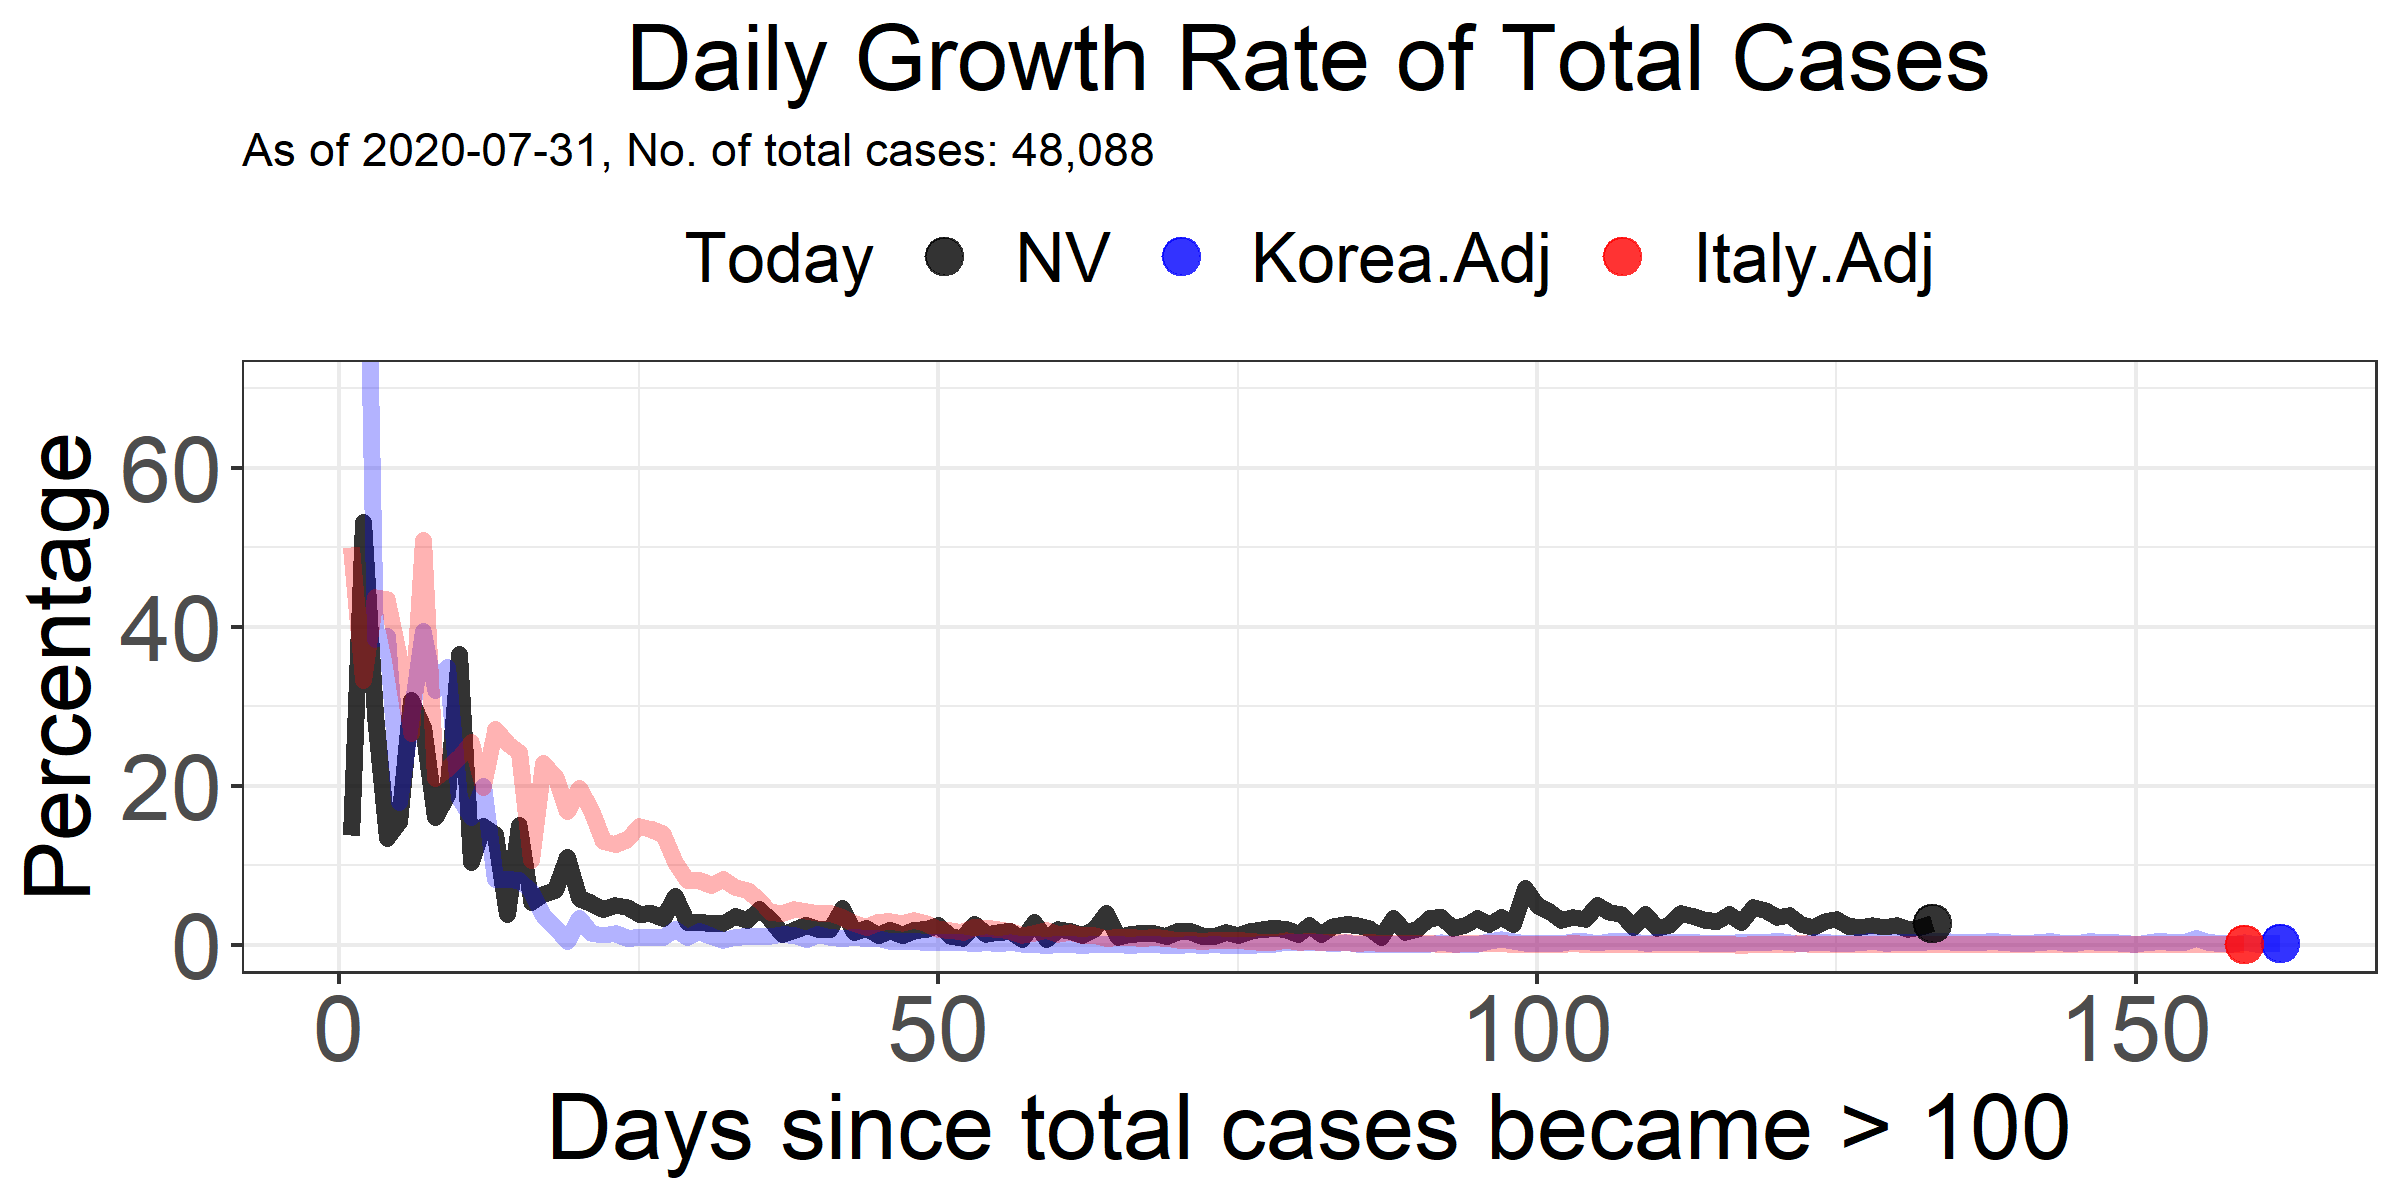 Daily Growth Rate of Total Cases
As of 2020-07-31, No. of total cases: 48,088
Today NV Korea.Adj Italy.Adj
Percentage
60
40
20
0
0 50 100 150
Days since total cases became > 100